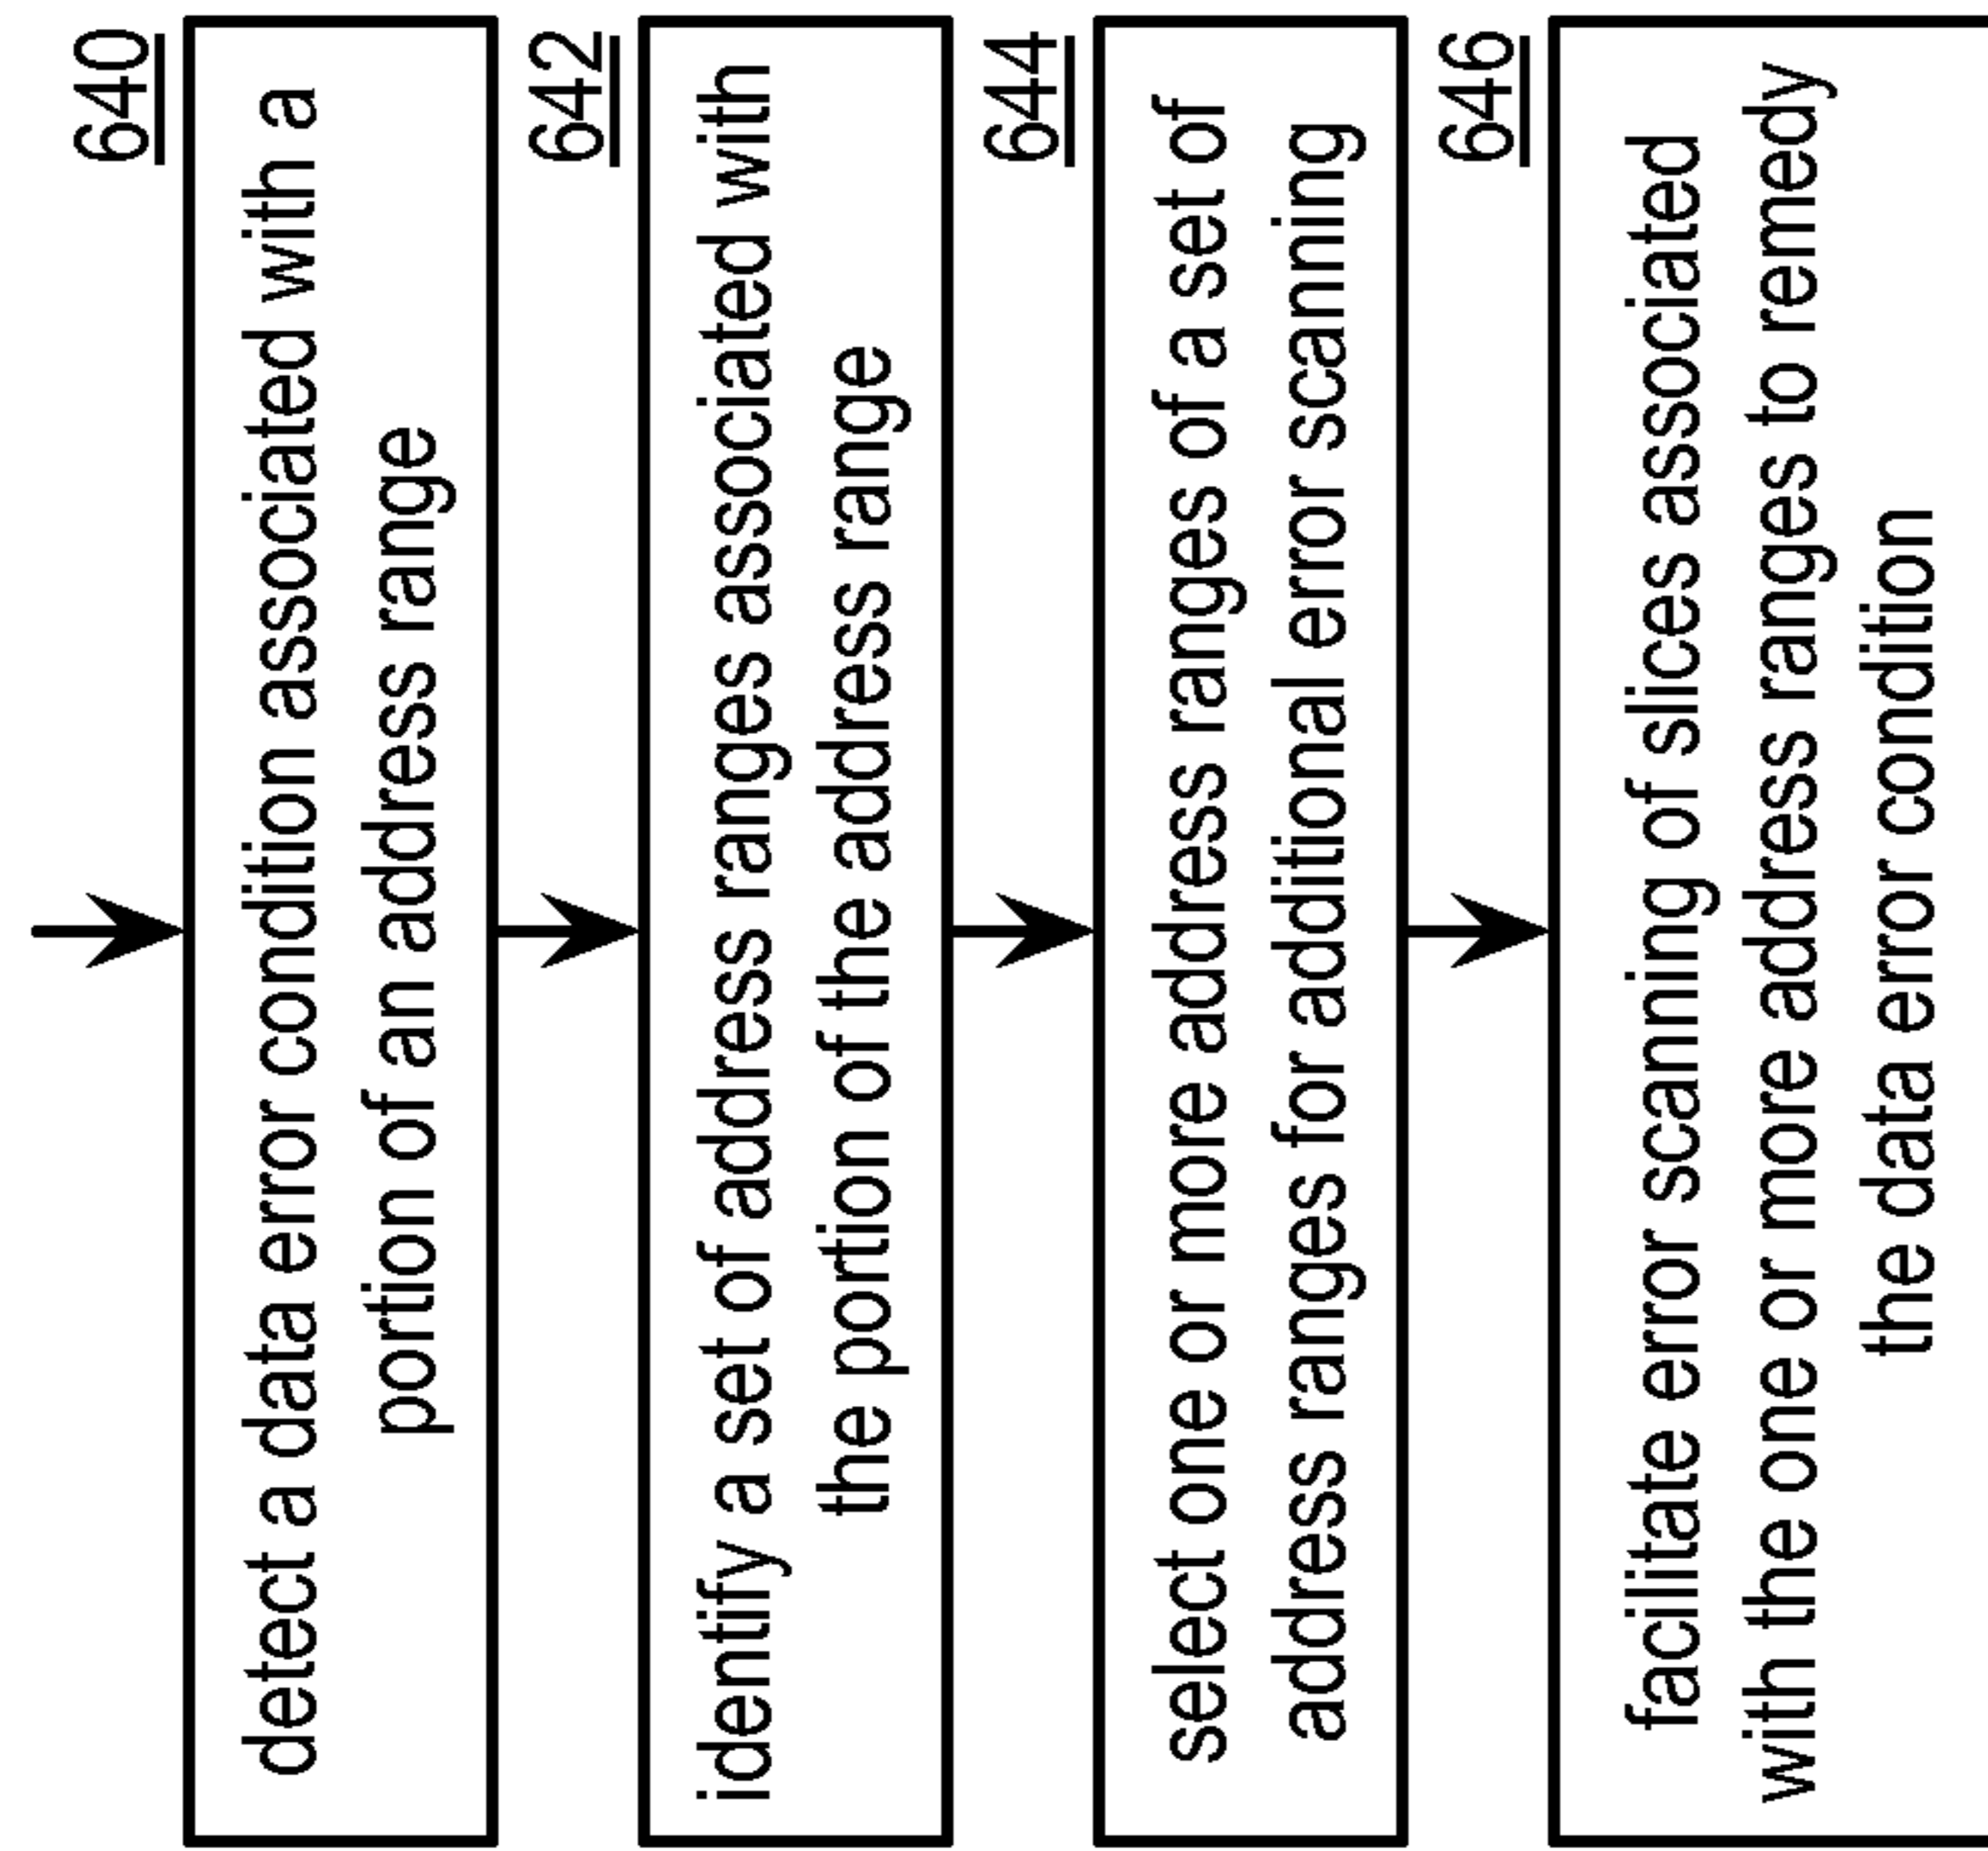 640
detect a data error condition associated with a
portion of an address range
642
identify a set of address ranges associated with
the portion of the address range
644
select one or more address ranges of a set of
address ranges for additional error scanning
646
facilitate error scanning of slices associated
with the one or more address ranges to remedy
the data error condition